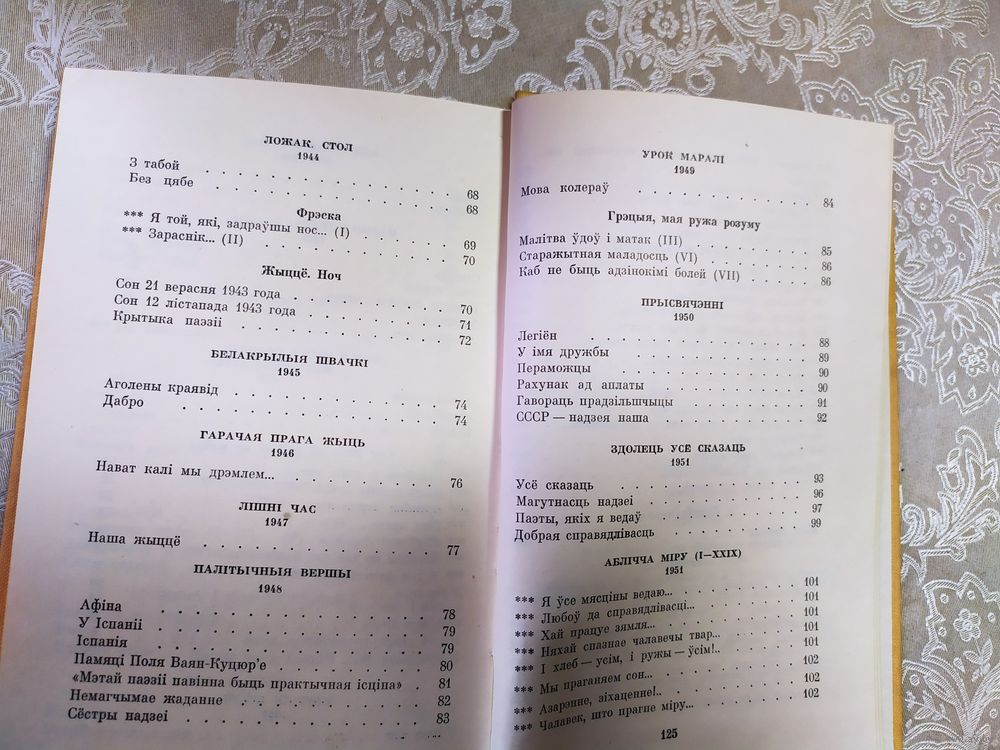 ЛОЖАК. СТОЛ
1944
З табой . . . . . . . . . . . . . . 68
Без цябе . . . . . . . . . . . . . . 68
Фрэска
*** Я той, які, задраўшы нос... (I) . . . . . . 69
*** Зараснік... (II) . . . . . . . . . . . 70
Жыццё. Ноч
Сон 21 верасня 1943 года . . . . . . . . 70
Сон 12 лістапада 1943 года . . . . . . . . 71
Крытыка паэзіі . . . . . . . . . . . 72
БЕЛАКРЫЛЫЯ ШВАЧКІ
1945
Аголены краявід . . . . . . . . . . 74
Дабро . . . . . . . . . . . . . 74
ГАРАЧАЯ ПРАГА ЖЫЦЬ
1946
Нават калі мы дрэмлем... . . . . . . . . 76
ЛІШНІ ЧАС
1947
Наша жыццё . . . . . . . . . . . 77
ПАЛІТЫЧНЫЯ ВЕРШЫ
1948
Афіна . . . . . . . . . . . . . 78
У Іспаніі . . . . . . . . . . . . . 79
Іспанія . . . . . . . . . . . . . 79
Памяці Поля Ваян-Куцюр'е . . . . . . . . 80
«Мэтай паэзіі павінна быць практычная ісціна» . 81
Немагчымае жаданне . . . . . . . . . 82
Сёстры надзеі . . . . . . . . . . . 83
УРОК МАРАЛІ
1949
Мова колераў . . . . . . . . . . 84
Грэцыя, мая ружа розуму
Малітва ўдоў і матак (III) . . . . . . . 85
Старажытная маладосць (VI) . . . . . . . 86
Каб не быць адзінокімі болей (VII) . . . . . 86
ПРЫСВЯЧЭННІ
1950
Легіён . . . . . . . . . . . . 88
У імя дружбы . . . . . . . . . . 89
Пераможцы . . . . . . . . . . . 90
Рахунак ад аплаты . . . . . . . . . 90
Гавораць прадзільшчыцы . . . . . . . . 91
СССР — надзея наша . . . . . . . . . 92
ЗДОЛЕЦЬ УСЁ СКАЗАЦЬ
1951
Усё сказаць . . . . . . . . . . . 93
Магутнасць надзеі . . . . . . . . . 96
Паэты, якіх я ведаў . . . . . . . . . 97
Добрая справядлівасць . . . . . . . . 99
АБЛІЧЧА МІРУ (I—XXIX)
1951
*** Я ўсе мясціны ведаю... . . . . . . . 101
*** Любоў да справядлівасці... . . . . . . 101
*** Хай працуе зямля... . . . . . . . . 101
*** Няхай спазнае чалавечы твар... . . . . . 101
*** І хлеб — усім, і ружы — ўсім!.. . . . . . 101
*** Мы праганяем сон... . . . . . . . . 102
*** Азарэнне, зіхаценне!.. . . . . . . . 102
*** Чалавек, што прагне міру... . . . . . . 102
125